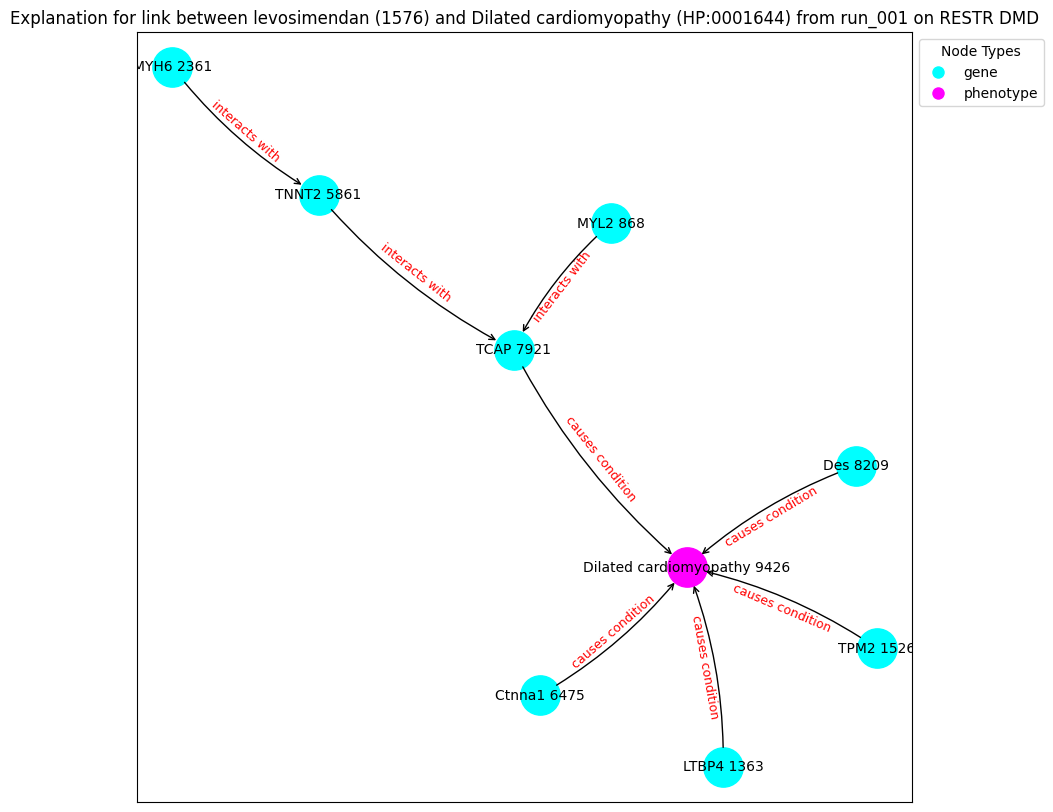 Explanation for link between levosimendan (1576) and Dilated cardiomyopathy (HP:0001644) from run_001 on RESTR DMD
Node Types
gene
phenotype
MYH6 2361
interacts with
TNNT2 5861
interacts with
MYL2 868
interacts with
TCAP 7921
causes condition
Des 8209
causes condition
Dilated cardiomyopathy 9426
causes condition
TPM2 1526
causes condition
causes condition
Ctnna1 6475
LTBP4 1363